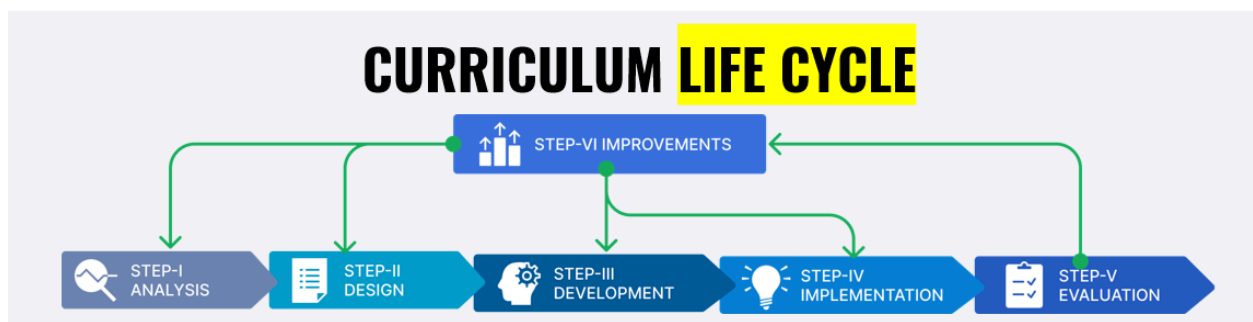 CURRICULUM LIFE CYCLE
STEP-VI IMPROVEMENTS
STEP-I
ANALYSIS
STEP-II
DESIGN
STEP-III
DEVELOPMENT
STEP-IV
IMPLEMENTATION
STEP-V
EVALUATION